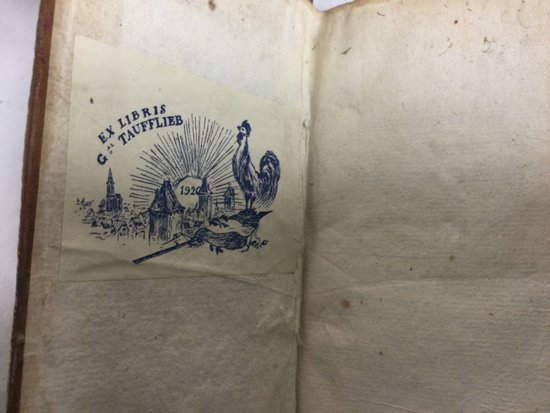 EX LIBRIS
Gal TAUFFLIEB
1920